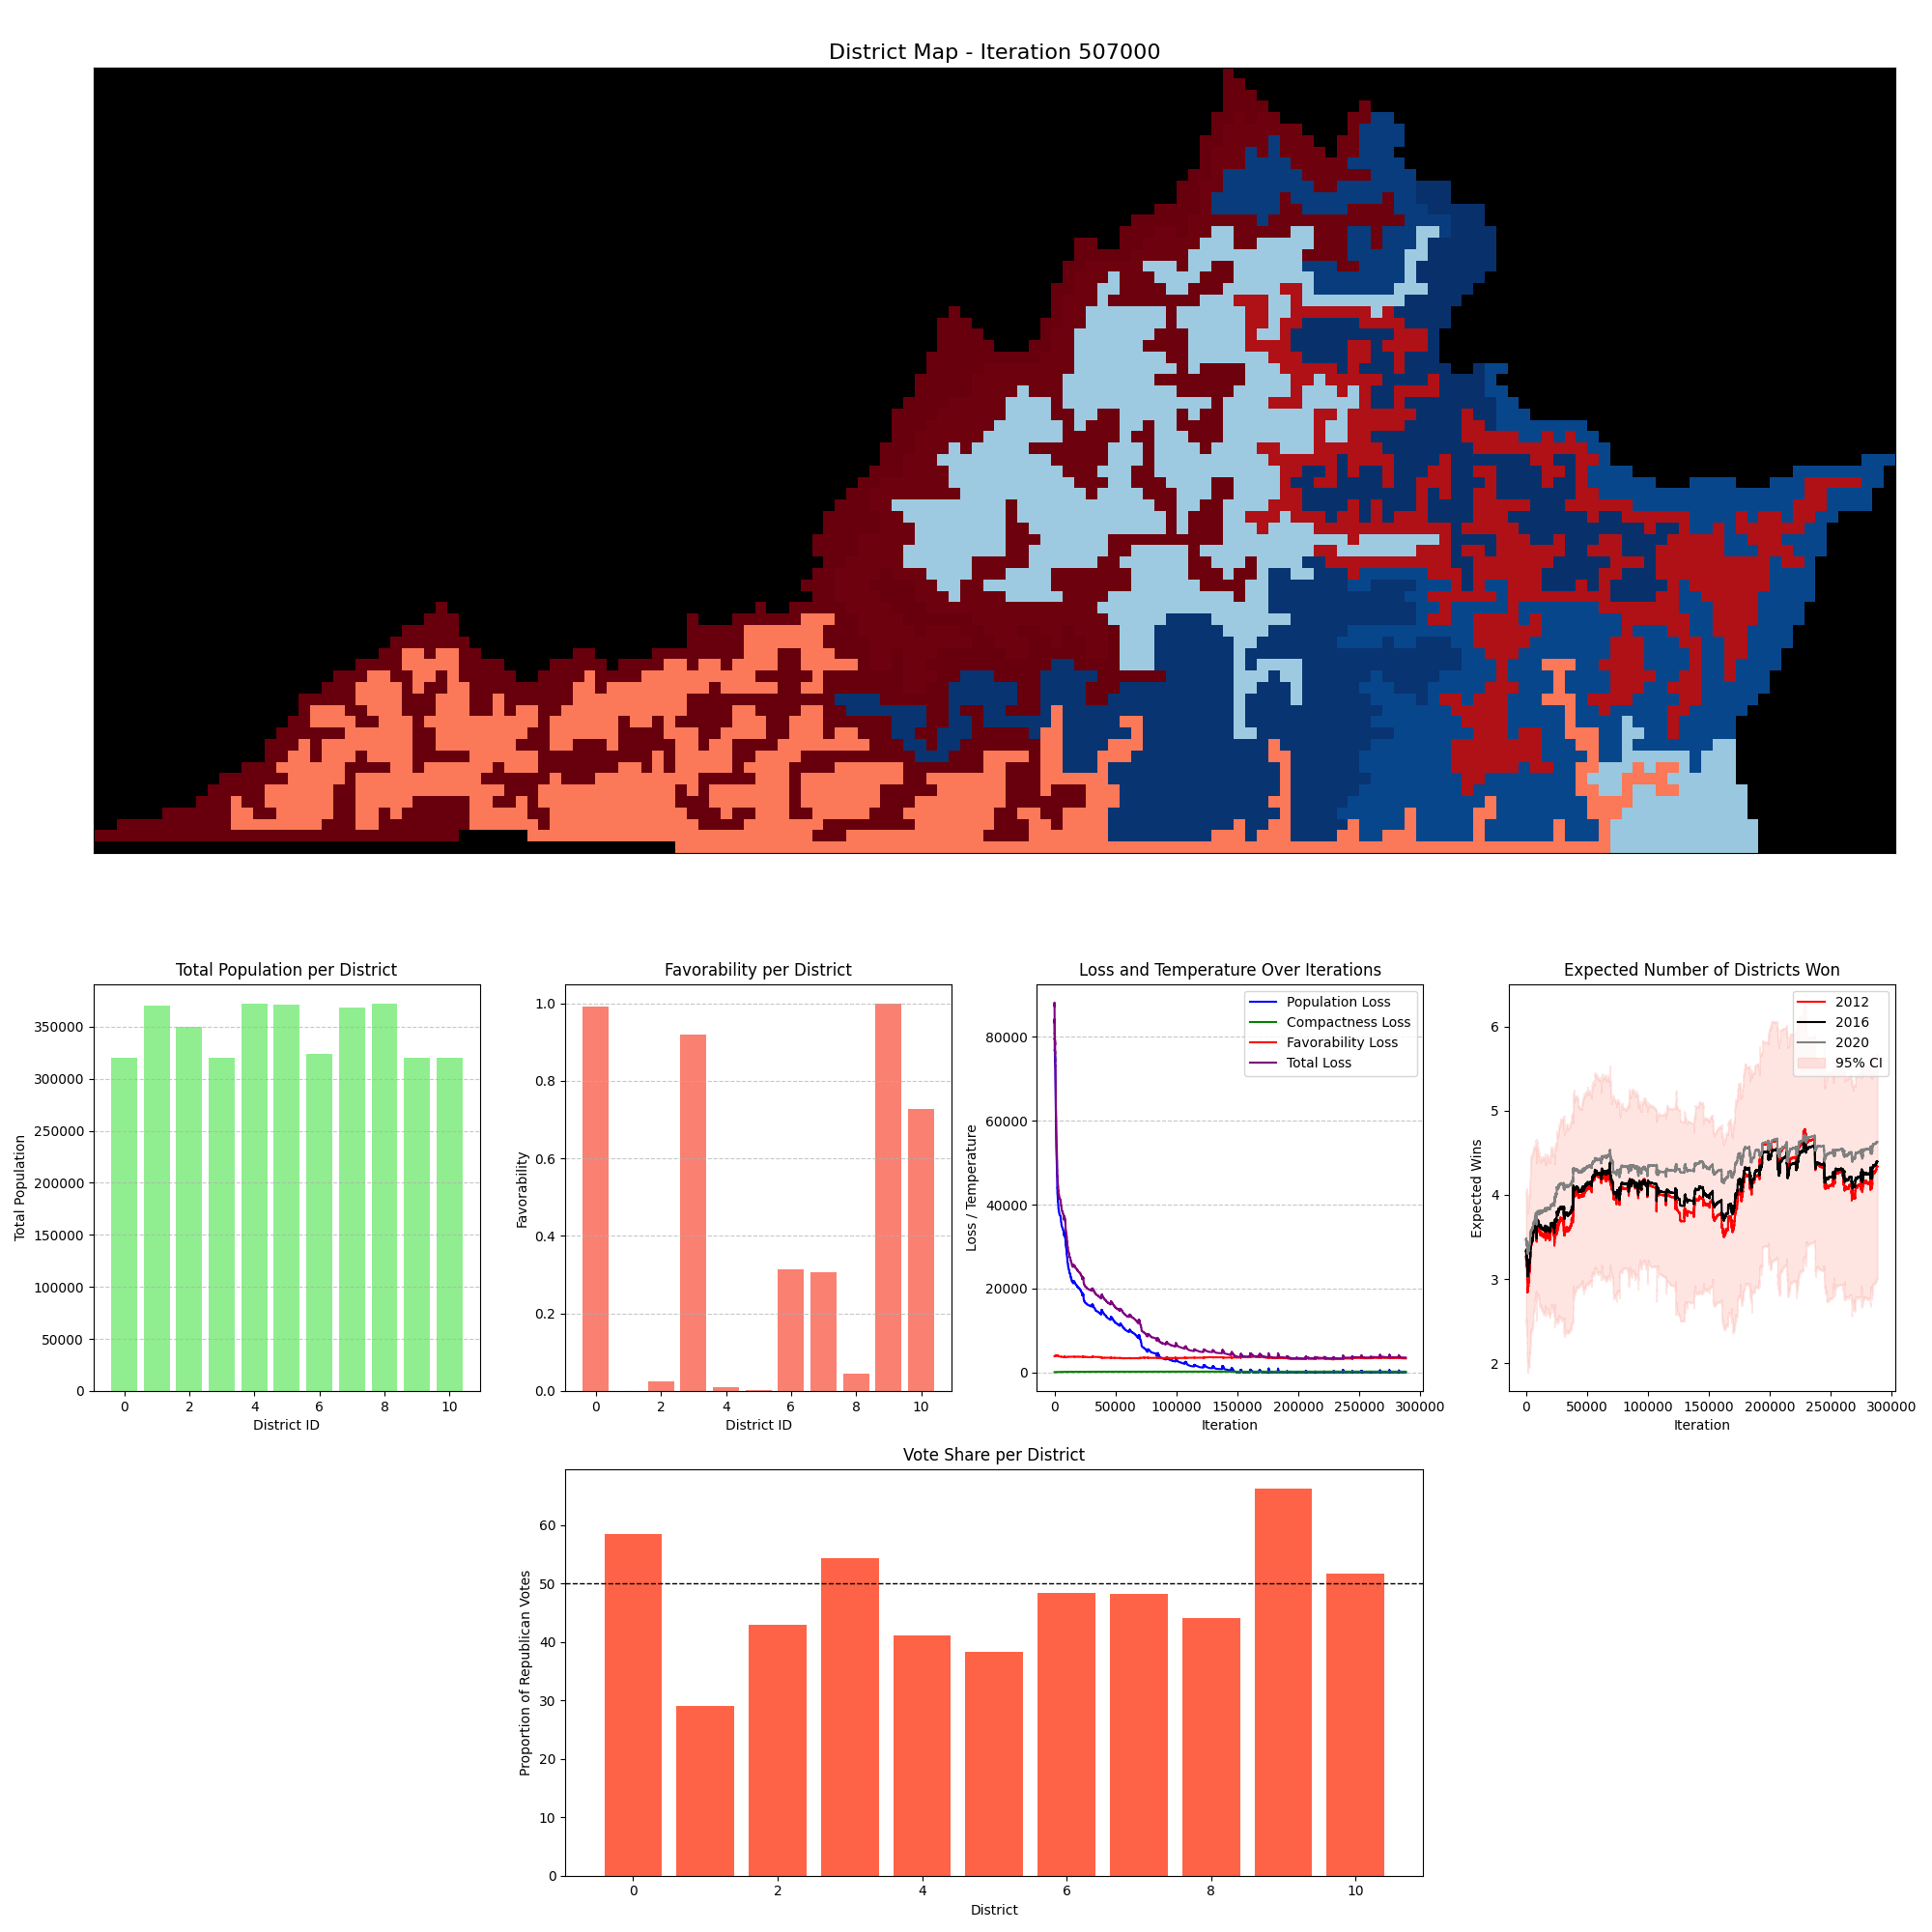 District Map - Iteration 507000
Total Population per District
Total Population
350000
300000
250000
200000
150000
100000
50000
0
0 2 4 6 8 10
District ID
Favorability per District
Favorability
1.0
0.8
0.6
0.4
0.2
0.0
0 2 4 6 8 10
District ID
Loss and Temperature Over Iterations
Loss / Temperature
80000
60000
40000
20000
0
Population Loss
Compactness Loss
Favorability Loss
Total Loss
0 50000 100000 150000 200000 250000 300000
Iteration
Expected Number of Districts Won
Expected Wins
6
5
4
3
2
2012
2016
2020
95% CI
0 50000 100000 150000 200000 250000 300000
Iteration
Vote Share per District
Proportion of Republican Votes
60
50
40
30
20
10
0
0 2 4 6 8 10
District